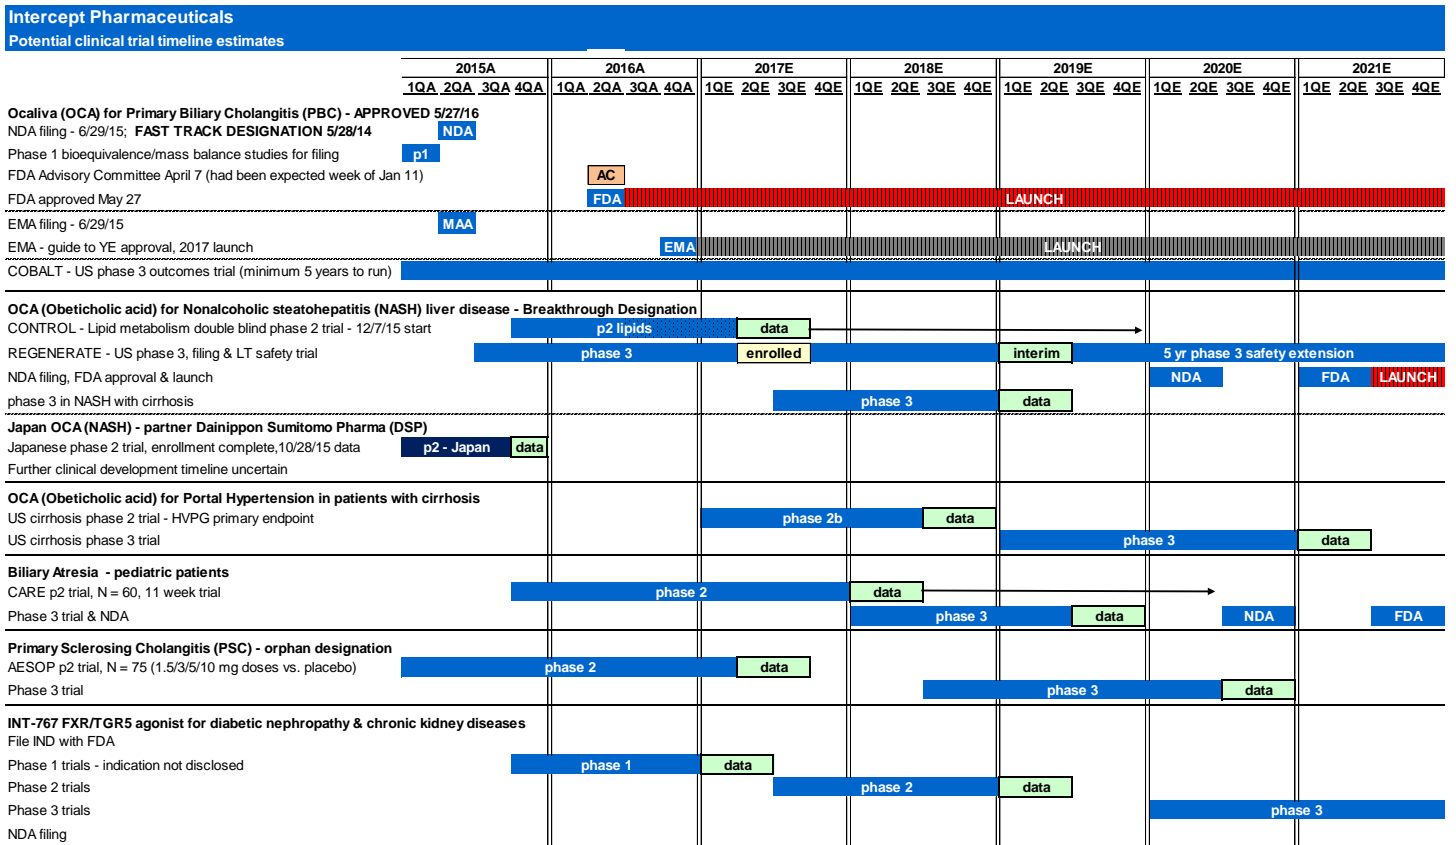 Intercept Pharmaceuticals
Potential clinical trial timeline estimates
2015A 2016A 2017E 2018E 2019E 2020E 2021E
1QA 2QA 3QA 4QA 1QA 2QA 3QA 4QA 1QE 2QE 3QE 4QE 1QE 2QE 3QE 4QE 1QE 2QE 3QE 4QE 1QE 2QE 3QE 4QE 1QE 2QE 3QE 4QE
Ocaliva (OCA) for Primary Biliary Cholangitis (PBC) - APPROVED 5/27/16
NDA filing - 6/29/15; FAST TRACK DESIGNATION 5/28/14 NDA
Phase 1 bioequivalence/mass balance studies for filing p1
FDA Advisory Committee April 7 (had been expected week of Jan 11) AC
FDA approved May 27 FDA LAUNCH
EMA filing - 6/29/15 MAA
EMA - guide to YE approval, 2017 launch EMA LAUNCH
COBALT - US phase 3 outcomes trial (minimum 5 years to run)
OCA (Obeticholic acid) for Nonalcoholic steatohepatitis (NASH) liver disease - Breakthrough Designation
CONTROL - Lipid metabolism double blind phase 2 trial - 12/7/15 start p2 lipids data
REGENERATE - US phase 3, filing & LT safety trial phase 3 enrolled interim 5 yr phase 3 safety extension
NDA filing, FDA approval & launch NDA FDA LAUNCH
phase 3 in NASH with cirrhosis phase 3 data
Japan OCA (NASH) - partner Dainippon Sumitomo Pharma (DSP)
Japanese phase 2 trial, enrollment complete,10/28/15 data p2 - Japan data
Further clinical development timeline uncertain
OCA (Obeticholic acid) for Portal Hypertension in patients with cirrhosis
US cirrhosis phase 2 trial - HVPG primary endpoint phase 2b data
US cirrhosis phase 3 trial phase 3 data
Biliary Atresia - pediatric patients
CARE p2 trial, N = 60, 11 week trial phase 2 data
Phase 3 trial & NDA phase 3 data NDA FDA
Primary Sclerosing Cholangitis (PSC) - orphan designation
AESOP p2 trial, N = 75 (1.5/3/5/10 mg doses vs. placebo) phase 2 data
Phase 3 trial phase 3 data
INT-767 FXR/TGR5 agonist for diabetic nephropathy & chronic kidney diseases
File IND with FDA
Phase 1 trials - indication not disclosed phase 1 data
Phase 2 trials phase 2 data
Phase 3 trials phase 3
NDA filing